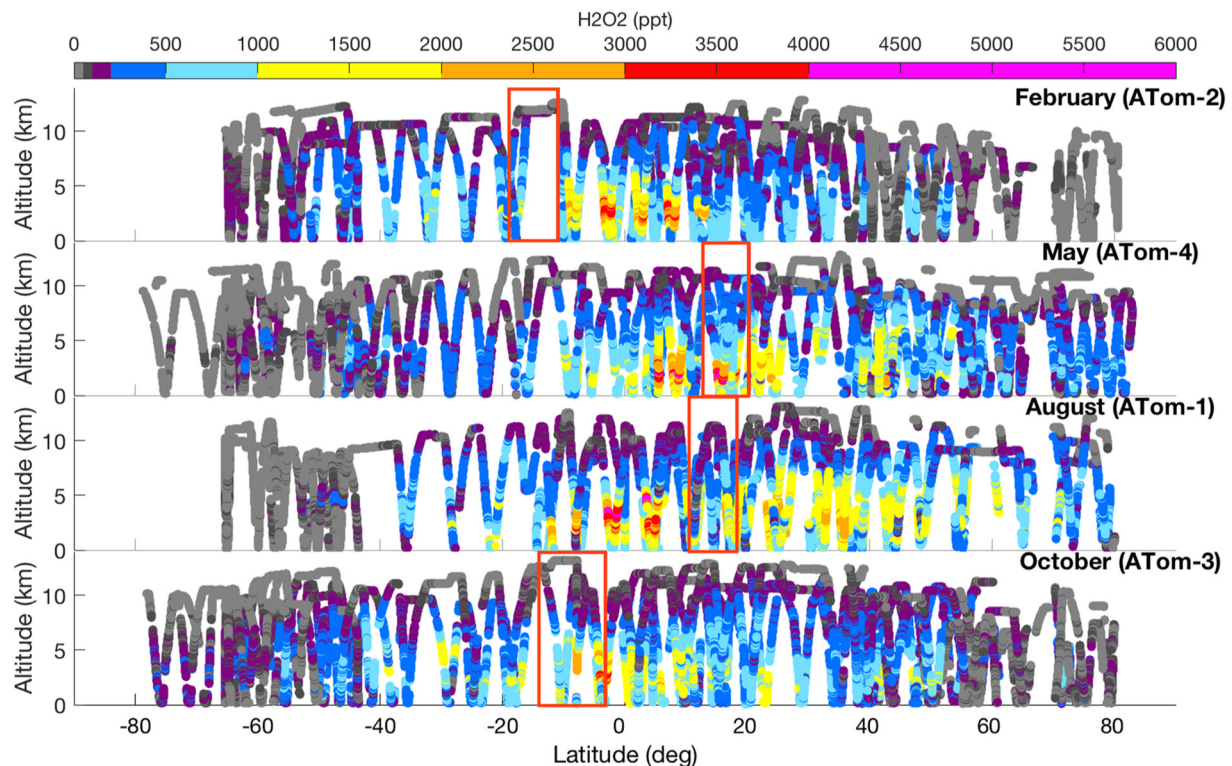 H2O2 (ppt)
0 500 1000 1500 2000 2500 3000 3500 4000 4500 5000 5500 6000
February (ATom-2)
Altitude (km)
10
5
0
May (ATom-4)
Altitude (km)
10
5
0
August (ATom-1)
Altitude (km)
10
5
0
October (ATom-3)
Altitude (km)
10
5
0
-80 -60 -40 -20 0 20 40 60 80
Latitude (deg)